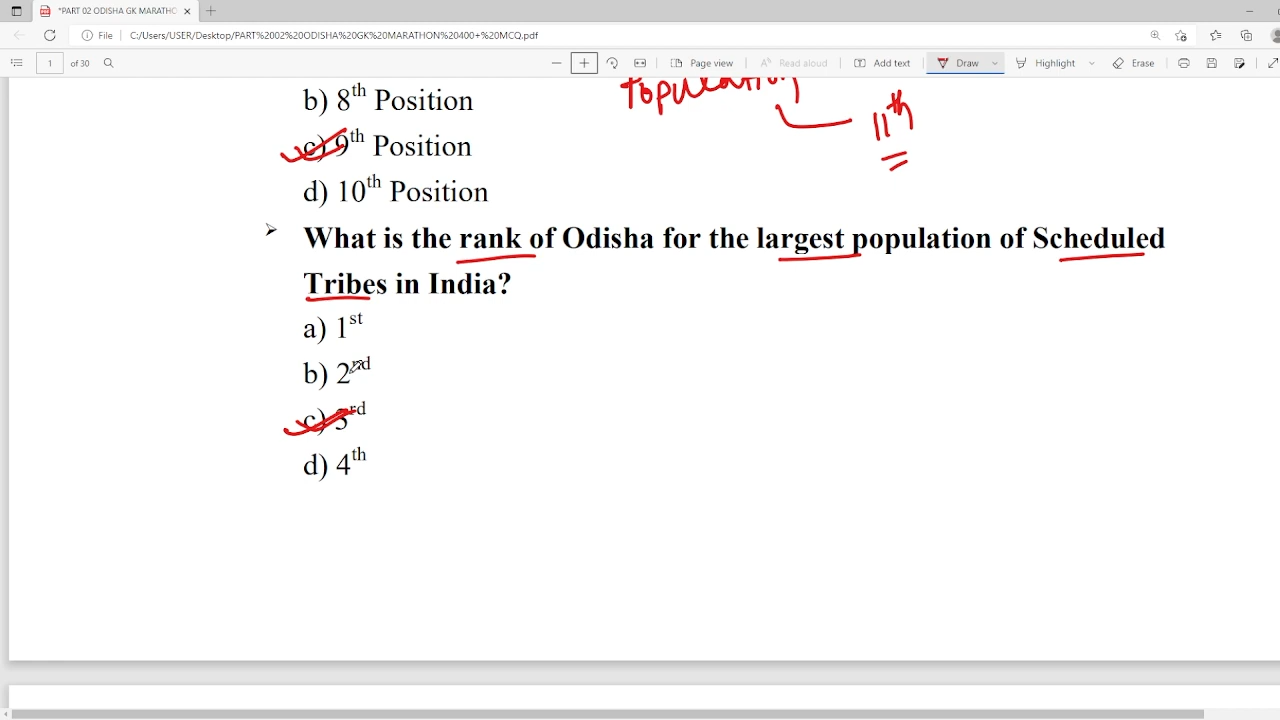 *PART 02 ODISHA GK MARATHO
File C:/Users/USER/Desktop/PART%2002%20ODISHA%20GK%20MARATHON%20400+%20MCQ.pdf
1 of 30 Page view Read aloud Add text Draw Highlight Erase
b) 8th Position
Population
11th
c) 9th Position
d) 10th Position
➤ What is the rank of Odisha for the largest population of Scheduled
Tribes in India?
a) 1st
b) 2nd
c) 3rd
d) 4th